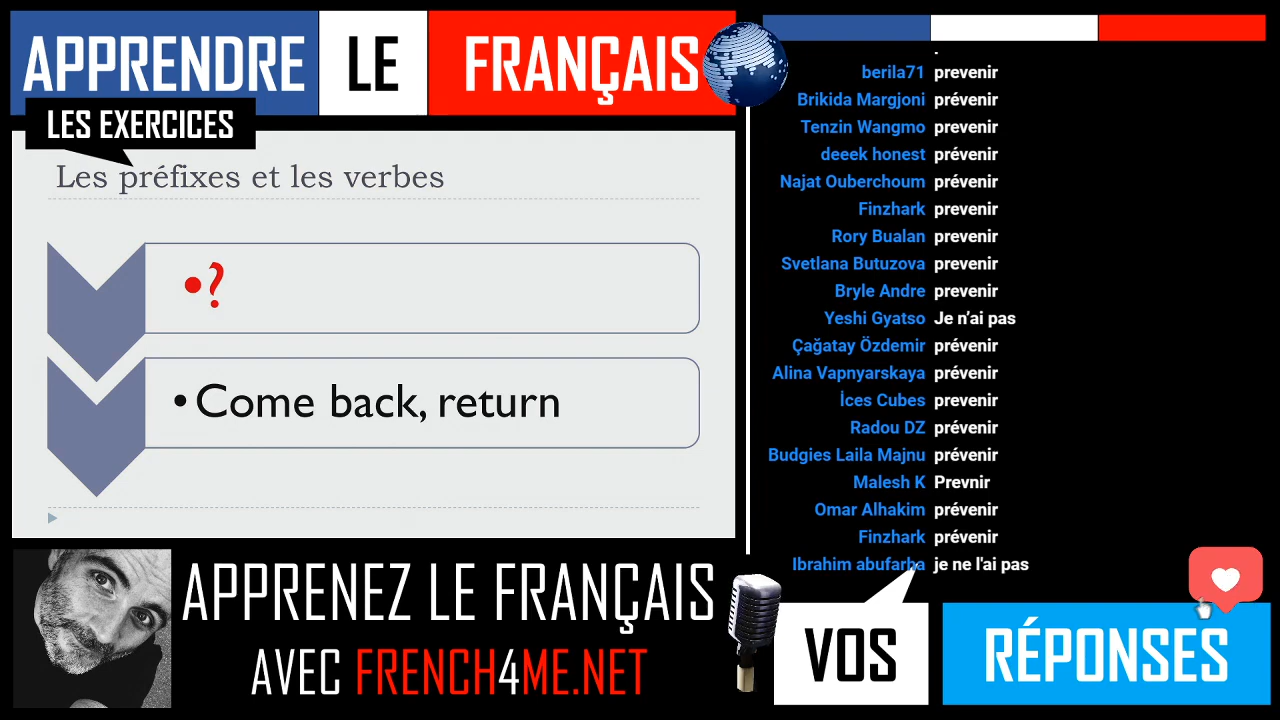 APPRENDRE LE FRANÇAIS
LES EXERCICES
Les préfixes et les verbes
•?
•Come back, return
APPRENEZ LE FRANÇAIS
AVEC FRENCH4ME.NET
berila71 prevenir
Brikida Margjoni prévenir
Tenzin Wangmo prevenir
deeek honest prévenir
Najat Ouberchoum prévenir
Finzhark prevenir
Rory Bualan prevenir
Svetlana Butuzova prevenir
Bryle Andre prevenir
Yeshi Gyatso Je n’ai pas
Çağatay Özdemir prévenir
Alina Vapnyarskaya prévenir
İces Cubes prevenir
Radou DZ prévenir
Budgies Laila Majnu prévenir
Malesh K Prevnir
Omar Alhakim prévenir
Finzhark prévenir
Ibrahim abufarha je ne l'ai pas
VOS RÉPONSES